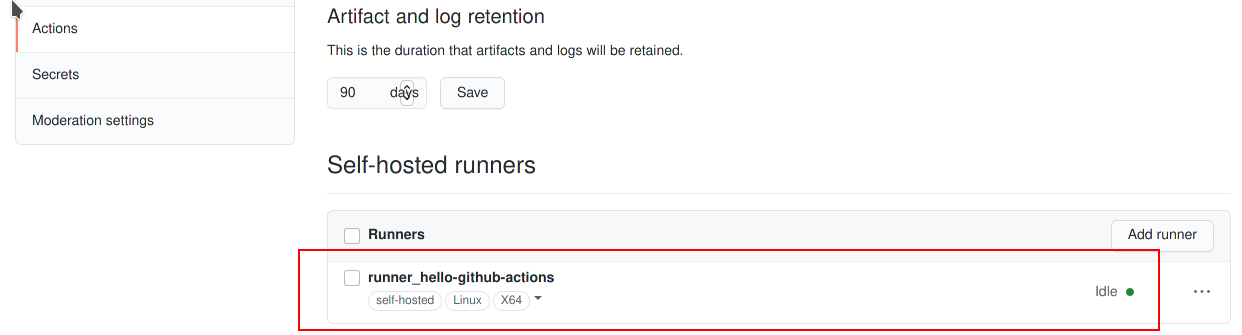 Actions
Secrets
Moderation settings
Artifact and log retention
This is the duration that artifacts and logs will be retained.
90 days Save
Self-hosted runners
Runners Add runner
runner_hello-github-actions
self-hosted Linux X64 Idle